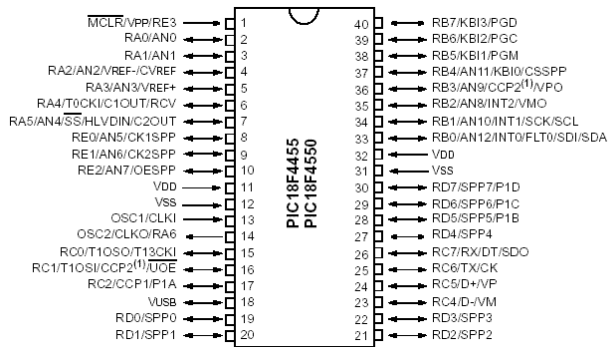 MCLR/VPP/RE3 1
RA0/AN0 2
RA1/AN1 3
RA2/AN2/VREF-/CVREF 4
RA3/AN3/VREF+ 5
RA4/T0CKI/C1OUT/RCV 6
RA5/AN4/SS/HLVDIN/C2OUT 7
RE0/AN5/CK1SPP 8
RE1/AN6/CK2SPP 9
RE2/AN7/OESPP 10
VDD 11
VSS 12
OSC1/CLKI 13
OSC2/CLKO/RA6 14
RC0/T1OSO/T13CKI 15
RC1/T1OSI/CCP2(1)/UOE 16
RC2/CCP1/P1A 17
VUSB 18
RD0/SPP0 19
RD1/SPP1 20
PIC18F4455
PIC18F4550
40 RB7/KBI3/PGD
39 RB6/KBI2/PGC
38 RB5/KBI1/PGM
37 RB4/AN11/KBI0/CSSPP
36 RB3/AN9/CCP2(1)/VPO
35 RB2/AN8/INT2/VMO
34 RB1/AN10/INT1/SCK/SCL
33 RB0/AN12/INT0/FLT0/SDI/SDA
32 VDD
31 VSS
30 RD7/SPP7/P1D
29 RD6/SPP6/P1C
28 RD5/SPP5/P1B
27 RD4/SPP4
26 RC7/RX/DT/SDO
25 RC6/TX/CK
24 RC5/D+/VP
23 RC4/D-/VM
22 RD3/SPP3
21 RD2/SPP2